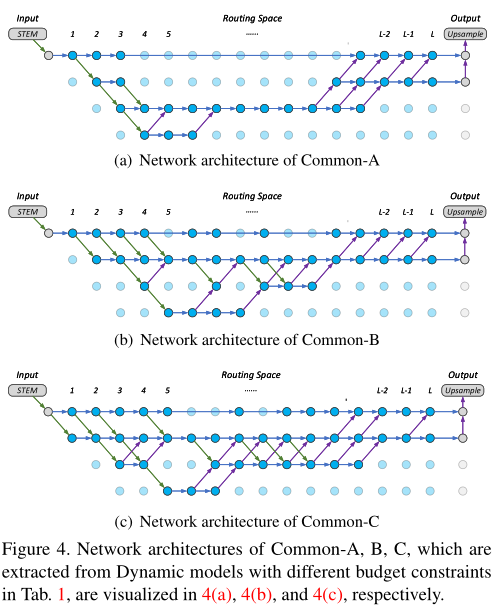 Input
Routing Space
Output
STEM
1 2 3 4 5 ...... L-2 L-1 L
Upsample
(a) Network architecture of Common-A
Input
Routing Space
Output
STEM
1 2 3 4 5 ...... L-2 L-1 L
Upsample
(b) Network architecture of Common-B
Input
Routing Space
Output
STEM
1 2 3 4 5 ...... L-2 L-1 L
Upsample
(c) Network architecture of Common-C
Figure 4. Network architectures of Common-A, B, C, which are
extracted from Dynamic models with different budget constraints
in Tab. 1, are visualized in 4(a), 4(b), and 4(c), respectively.